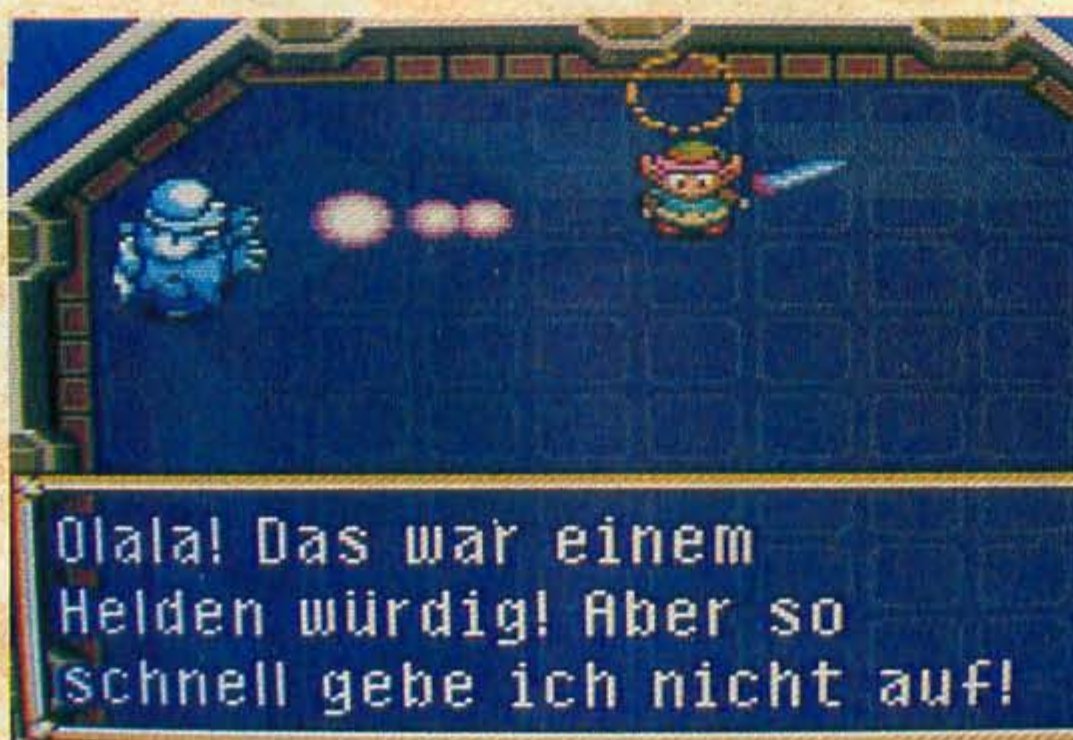 Olala! Das war einem
Helden würdig! Aber so
schnell gebe ich nicht auf!